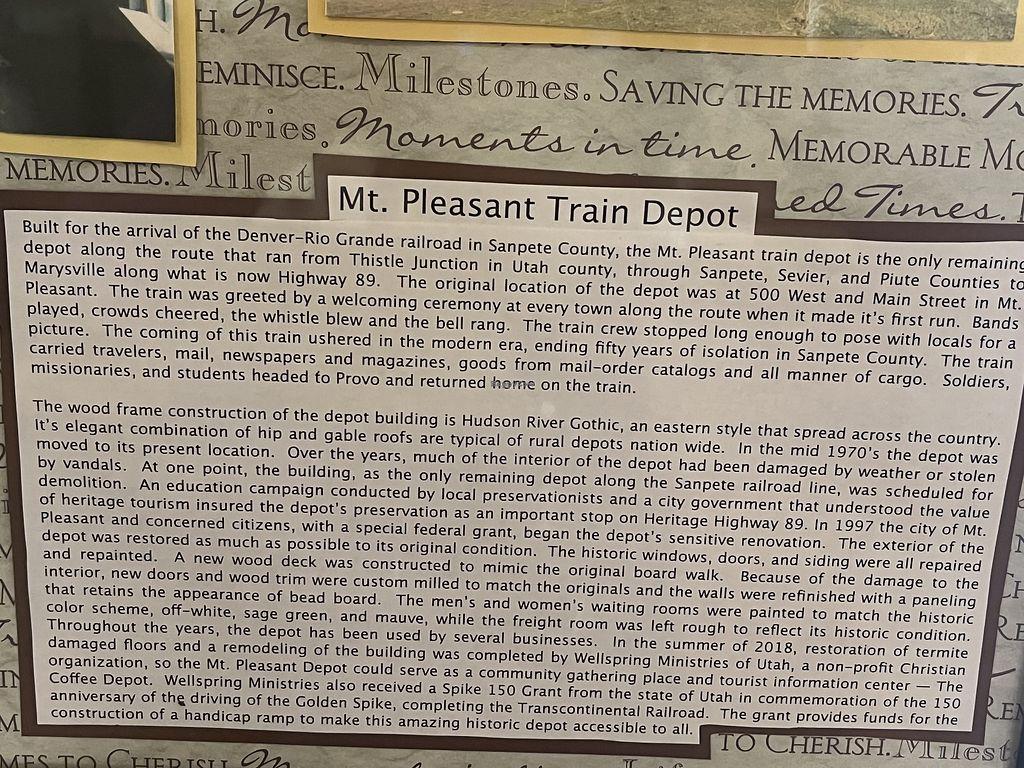 H.
EMINISCE. Milestones. SAVING THE MEMORIES.
mories. Moments in time. MEMORABLE
MEMORIES. Milest
ed Times.
Mt. Pleasant Train Depot
Built for the arrival of the Denver-Rio Grande railroad in Sanpete County, the Mt. Pleasant train depot is the only remaining
depot along the route that ran from Thistle Junction in Utah county, through Sanpete, Sevier, and Piute Counties to
Marysville along what is now Highway 89. The original location of the depot was at 500 West and Main Street in Mt.
Pleasant. The train was greeted by a welcoming ceremony at every town along the route when it made it's first run. Bands
played, crowds cheered, the whistle blew and the bell rang. The train crew stopped long enough to pose with locals for a
picture. The coming of this train ushered in the modern era, ending fifty years of isolation in Sanpete County. The train
carried travelers, mail, newspapers and magazines, goods from mail-order catalogs and all manner of cargo. Soldiers,
missionaries, and students headed to Provo and returned home on the train.
The wood frame construction of the depot building is Hudson River Gothic, an eastern style that spread across the country.
It's elegant combination of hip and gable roofs are typical of rural depots nation wide. In the mid 1970's the depot was
moved to its present location. Over the years, much of the interior of the depot had been damaged by weather or stolen
by vandals. At one point, the building, as the only remaining depot along the Sanpete railroad line, was scheduled for
demolition. An education campaign conducted by local preservationists and a city government that understood the value
of heritage tourism insured the depot's preservation as an important stop on Heritage Highway 89. In 1997 the city of Mt.
Pleasant and concerned citizens, with a special federal grant, began the depot's sensitive renovation. The exterior of the
depot was restored as much as possible to its original condition. The historic windows, doors, and siding were all repaired
and repainted. A new wood deck was constructed to mimic the original board walk. Because of the damage to the
interior, new doors and wood trim were custom milled to match the originals and the walls were refinished with a paneling
that retains the appearance of bead board. The men's and women's waiting rooms were painted to match the historic
color scheme, off-white, sage green, and mauve, while the freight room was left rough to reflect its historic condition.
Throughout the years, the depot has been used by several businesses. In the summer of 2018, restoration of termite
damaged floors and a remodeling of the building was completed by Wellspring Ministries of Utah, a non-profit Christian
organization, so the Mt. Pleasant Depot could serve as a community gathering place and tourist information center — The
Coffee Depot. Wellspring Ministries also received a Spike 150 Grant from the state of Utah in commemoration of the 150
anniversary of the driving of the Golden Spike, completing the Transcontinental Railroad. The grant provides funds for the
construction of a handicap ramp to make this amazing historic depot accessible to all.
TO CHERISH. Milest
MES TO CHERISH.